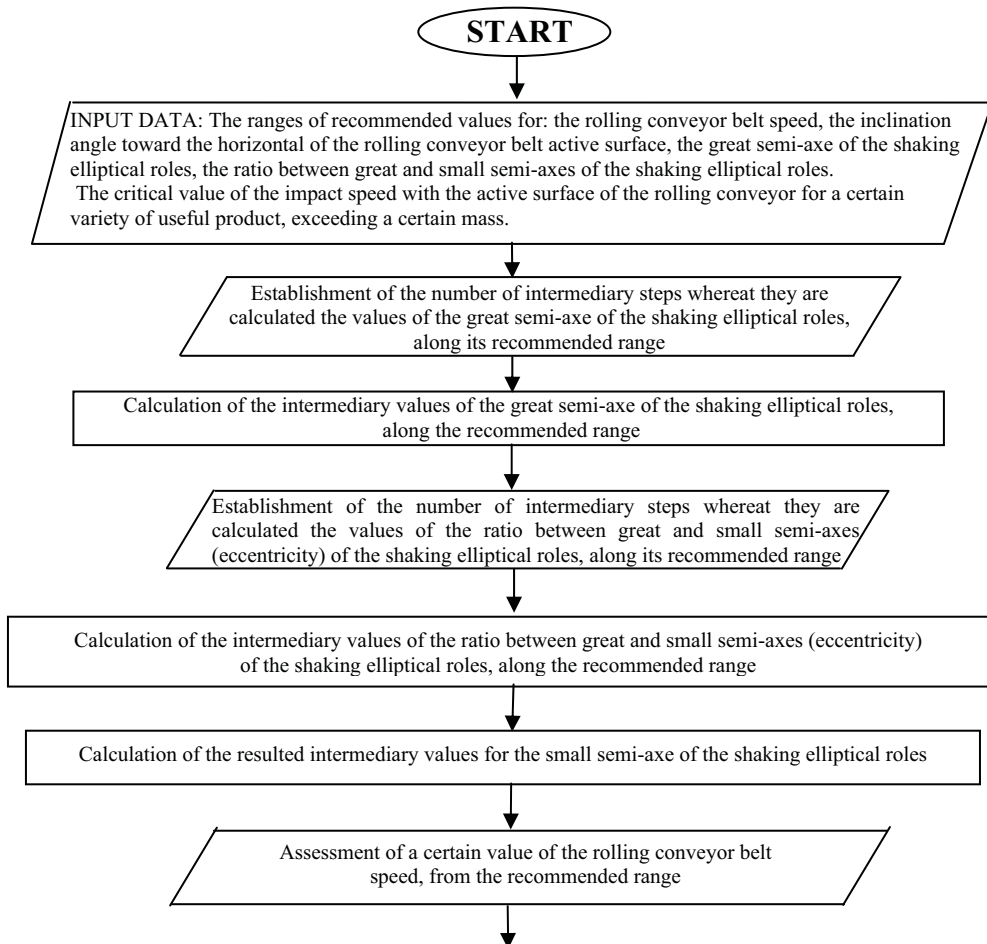 START
INPUT DATA: The ranges of recommended values for: the rolling conveyor belt speed, the inclination
angle toward the horizontal of the rolling conveyor belt active surface, the great semi-axe of the shaking
elliptical roles, the ratio between great and small semi-axes of the shaking elliptical roles.
The critical value of the impact speed with the active surface of the rolling conveyor for a certain
variety of useful product, exceeding a certain mass.
Establishment of the number of intermediary steps whereat they are
calculated the values of the great semi-axe of the shaking elliptical roles,
along its recommended range
Calculation of the intermediary values of the great semi-axe of the shaking elliptical roles,
along the recommended range
Establishment of the number of intermediary steps whereat they are
calculated the values of the ratio between great and small semi-axes
(eccentricity) of the shaking elliptical roles, along its recommended range
Calculation of the intermediary values of the ratio between great and small semi-axes (eccentricity)
of the shaking elliptical roles, along the recommended range
Calculation of the resulted intermediary values for the small semi-axe of the shaking elliptical roles
Assessment of a certain value of the rolling conveyor belt
speed, from the recommended range